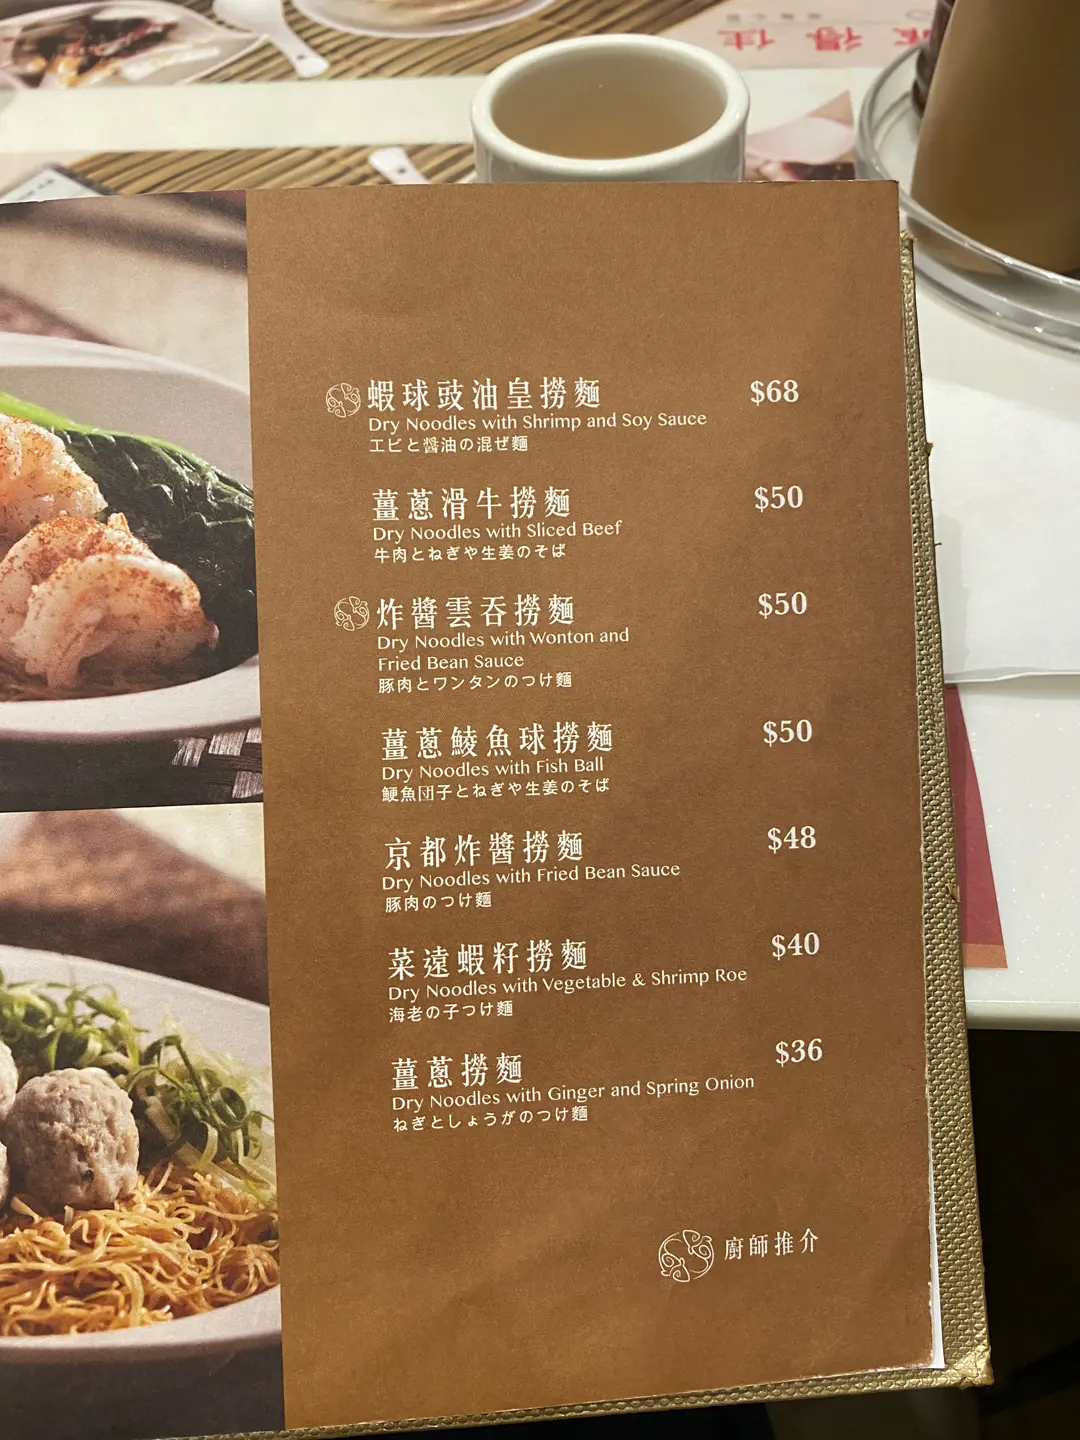 得佳
蝦球豉油皇撈麵 $68
Dry Noodles with Shrimp and Soy Sauce
エビと醤油の混ぜ麺
薑蔥滑牛撈麵 $50
Dry Noodles with Sliced Beef
牛肉とねぎや生姜のそば
炸醬雲吞撈麵 $50
Dry Noodles with Wonton and
Fried Bean Sauce
豚肉とワンタンのつけ麺
薑蔥鯪魚球撈麵 $50
Dry Noodles with Fish Ball
鯁魚団子とねぎや生姜のそば
京都炸醬撈麵 $48
Dry Noodles with Fried Bean Sauce
豚肉のつけ麺
菜遠蝦籽撈麵 $40
Dry Noodles with Vegetable & Shrimp Roe
海老の子つけ麺
薑蔥撈麵 $36
Dry Noodles with Ginger and Spring Onion
ねぎとしょうがのつけ麺
廚師推介